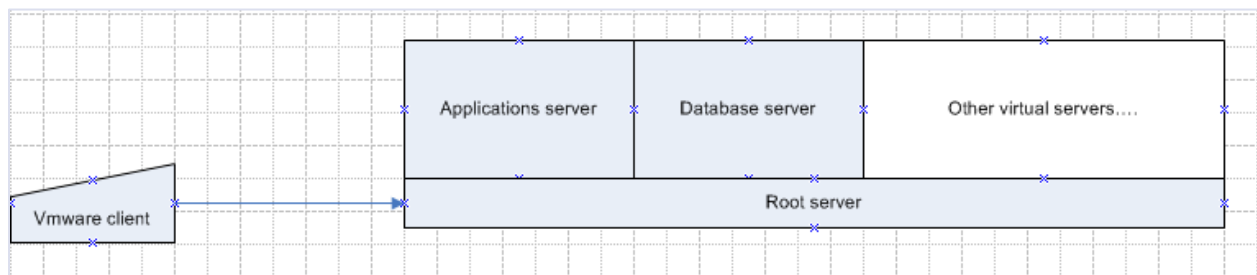 Applications server
Database server
Other virtual servers....
Root server
Vmware client